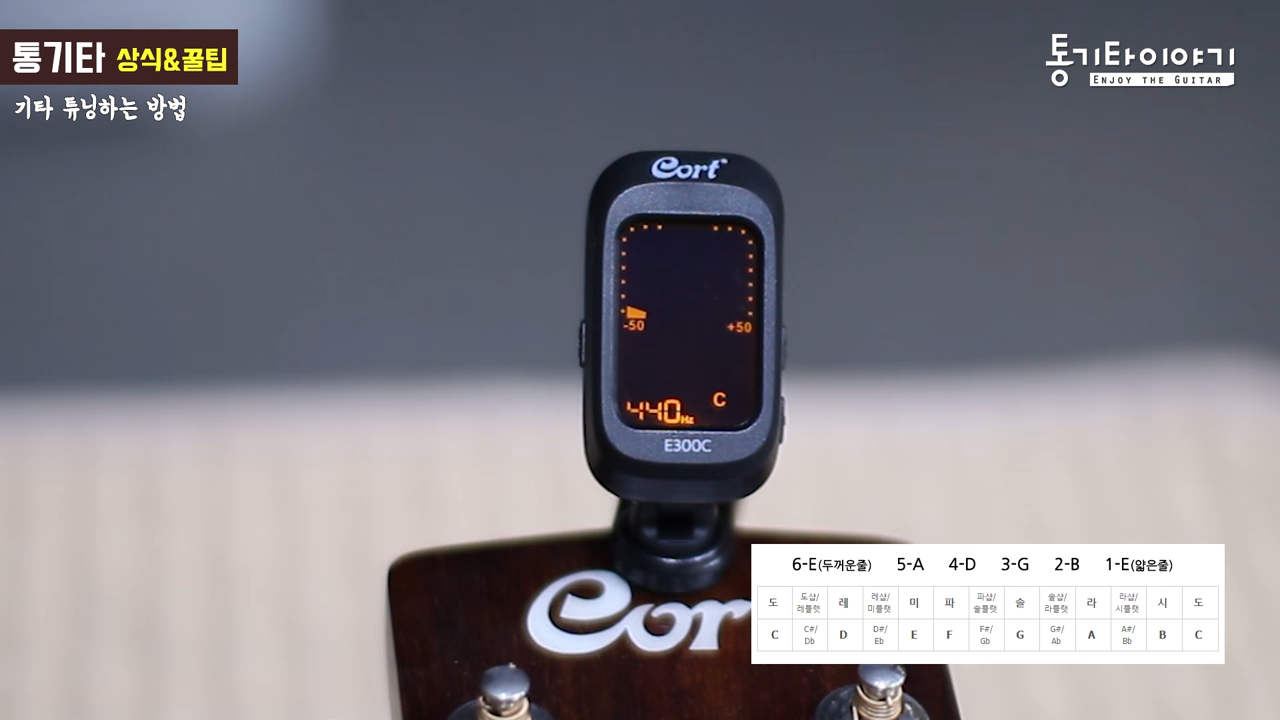 통기타 상식&꿀팁
기타 튜닝하는 방법
통기타이야기
ENJOY THE GUITAR
Cort
-50 +50
440Hz C
E300C
Cor
6-E(두꺼운줄) 5-A 4-D 3-G 2-B 1-E(얇은줄)
도 도샵/레플랫 레 레샵/미플랫 미 파 파샵/솔플랫 솔 솔샵/라플랫 라 라샵/시플랫 시 도
C C#/Db D D#/Eb E F F#/Gb G G#/Ab A A#/Bb B C